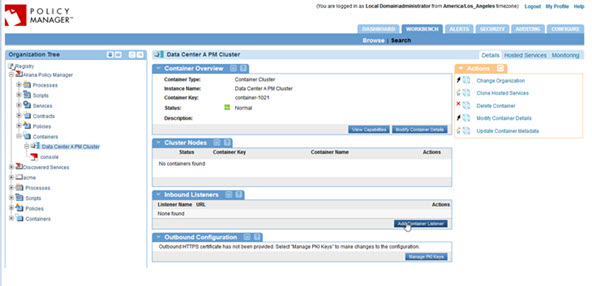 POLICY
MANAGER™
(You are logged in as Local Domain\administrator from America/Los_Angeles timezone)
Logout My Profile Help
DASHBOARD WORKBENCH ALERTS SECURITY AUDITING CONFIGURE
Browse | Search
Organization Tree
Registry
Akana Policy Manager
Processes
Scripts
Services
Contracts
Policies
Containers
Data Center A PM Cluster
console
Discovered Services
acme
Processes
Scripts
Policies
Containers
Data Center A PM Cluster
Details Hosted Services Monitoring
Container Overview
Container Type: Container Cluster
Instance Name: Data Center A PM Cluster
Container Key: container-1021
Status: Normal
Description:
View Capabilities Modify Container Details
Cluster Nodes
Status Container Key Container Name Actions
No containers found
Inbound Listeners
Listener Name URL Actions
None found
Add Container Listener
Outbound Configuration
Outbound HTTPS certificate has not been provided. Select "Manage PKI Keys" to make changes to the configuration.
Manage PKI Keys
Actions
Change Organization
Clone Hosted Services
Delete Container
Modify Container Details
Update Container Metadata